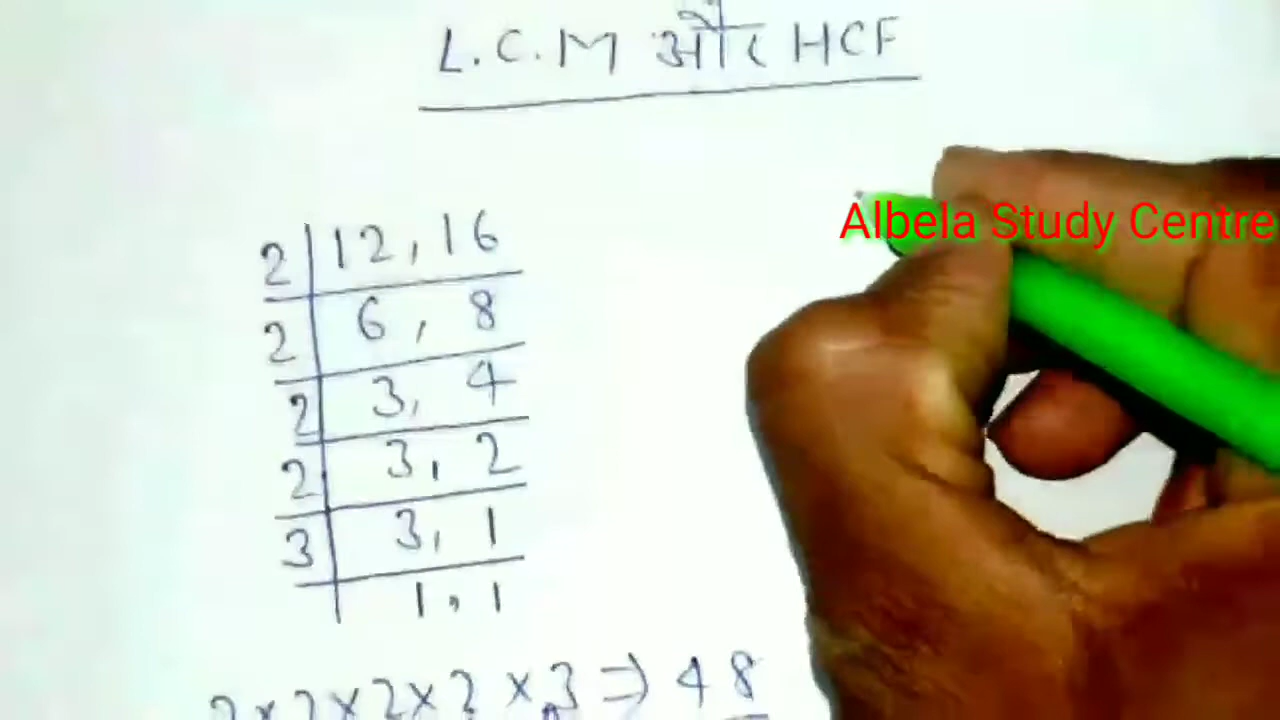 L.C.M और HCF
Albela Study Centre
2 | 12, 16
2 | 6, 8
2 | 3, 4
2 | 3, 2
3 | 3, 1
1, 1
2×2×2×2×3 ⇒ 48